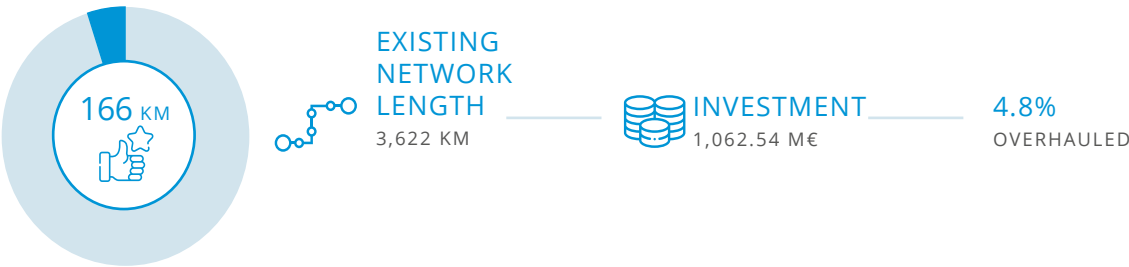 166 KM
EXISTING
NETWORK
LENGTH
3,622 KM
INVESTMENT
1,062.54 M€
4.8%
OVERHAULED